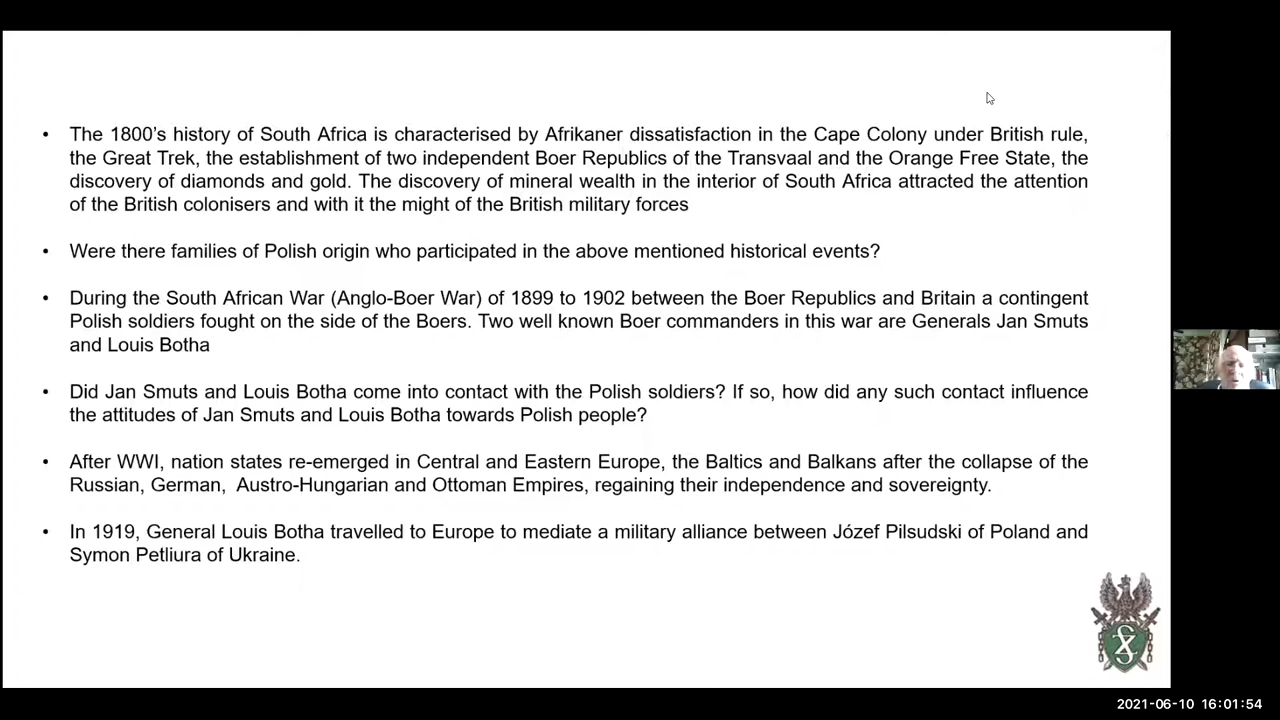 • The 1800's history of South Africa is characterised by Afrikaner dissatisfaction in the Cape Colony under British rule,
the Great Trek, the establishment of two independent Boer Republics of the Transvaal and the Orange Free State, the
discovery of diamonds and gold. The discovery of mineral wealth in the interior of South Africa attracted the attention
of the British colonisers and with it the might of the British military forces
• Were there families of Polish origin who participated in the above mentioned historical events?
• During the South African War (Anglo-Boer War) of 1899 to 1902 between the Boer Republics and Britain a contingent
Polish soldiers fought on the side of the Boers. Two well known Boer commanders in this war are Generals Jan Smuts
and Louis Botha
• Did Jan Smuts and Louis Botha come into contact with the Polish soldiers? If so, how did any such contact influence
the attitudes of Jan Smuts and Louis Botha towards Polish people?
• After WWI, nation states re-emerged in Central and Eastern Europe, the Baltics and Balkans after the collapse of the
Russian, German, Austro-Hungarian and Ottoman Empires, regaining their independence and sovereignty.
• In 1919, General Louis Botha travelled to Europe to mediate a military alliance between Józef Pilsudski of Poland and
Symon Petliura of Ukraine.
2021-06-10 16:01:54